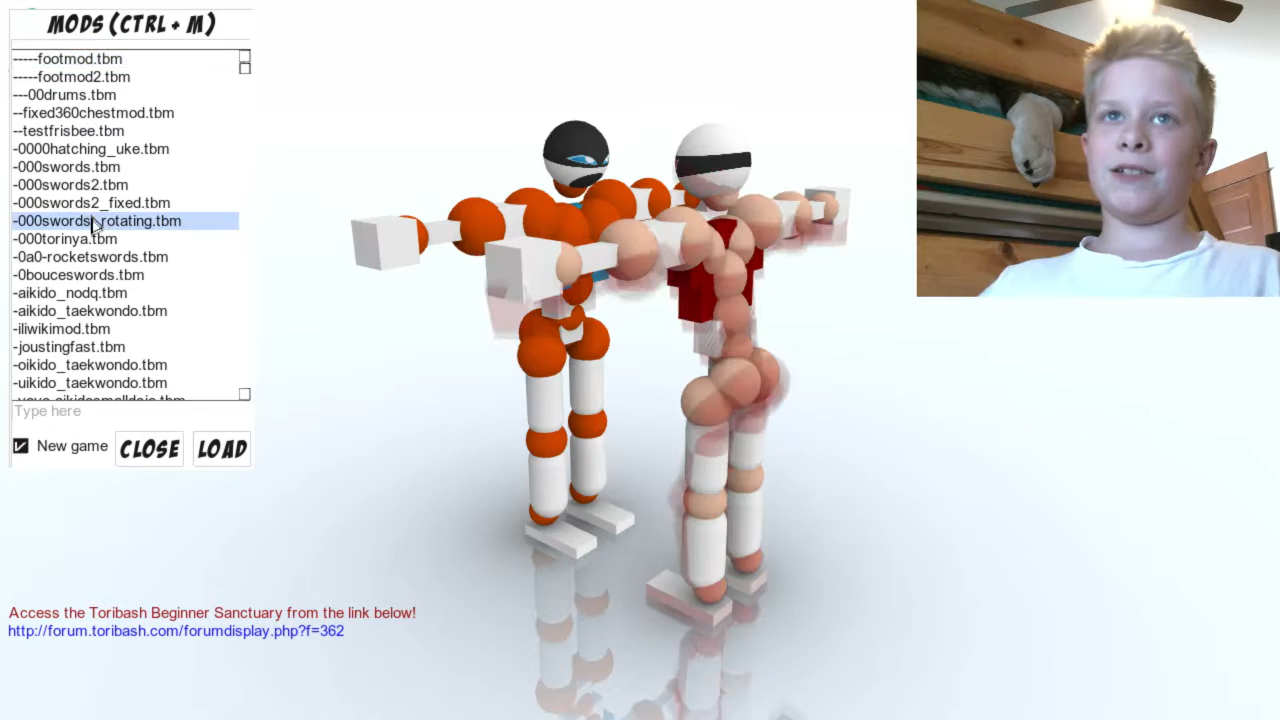 MODS (CTRL + M)
-----footmod.tbm
-----footmod2.tbm
---00drums.tbm
--fixed360chestmod.tbm
--testfrisbee.tbm
-0000hatching_uke.tbm
-000swords.tbm
-000swords2.tbm
-000swords2_fixed.tbm
-000swords_rotating.tbm
-000torinya.tbm
-0a0-rocketswords.tbm
-0bouceswords.tbm
-aikido_nodq.tbm
-aikido_taekwondo.tbm
-iliwikimod.tbm
-joustingfast.tbm
-oikido_taekwondo.tbm
-uikido_taekwondo.tbm
Type here
New game CLOSE LOAD
Access the Toribash Beginner Sanctuary from the link below!
http://forum.toribash.com/forumdisplay.php?f=362